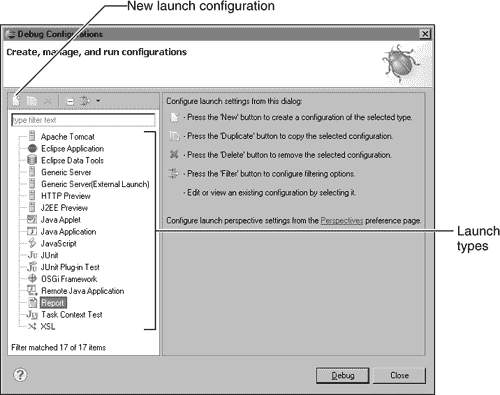 New launch configuration
Debug Configurations
Create, manage, and run configurations
type filter text
Apache Tomcat
Eclipse Application
Eclipse Data Tools
Generic Server
Generic Server(External Launch)
HTTP Preview
J2EE Preview
Java Applet
Java Application
JavaScript
JUnit
JUnit Plug-in Test
OSGi Framework
Remote Java Application
Report
Task Context Test
XSL
Filter matched 17 of 17 items
Configure launch settings from this dialog:
- Press the 'New' button to create a configuration of the selected type.
- Press the 'Duplicate' button to copy the selected configuration.
- Press the 'Delete' button to remove the selected configuration.
- Press the 'Filter' button to configure filtering options.
- Edit or view an existing configuration by selecting it.
Configure launch perspective settings from the Perspectives preference page
Launch
types
Debug
Close